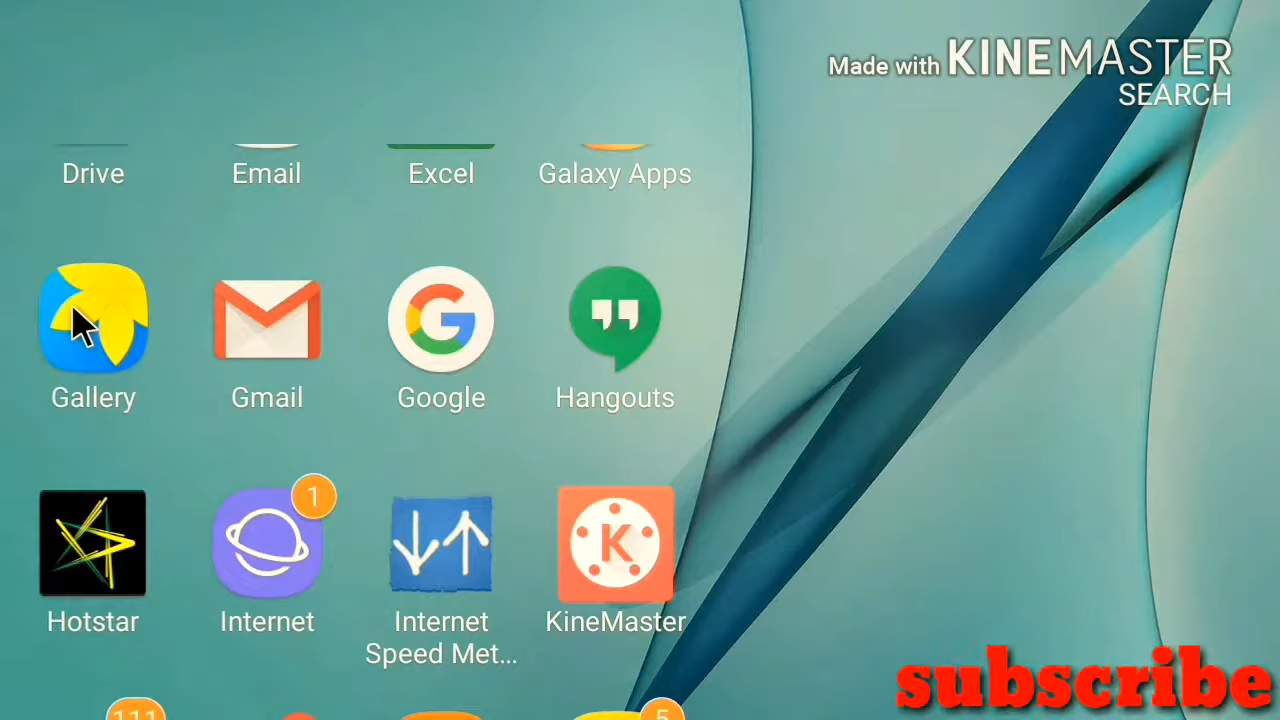 Made with KINEMASTER
SEARCH
Drive
Email
Excel
Galaxy Apps
Gallery
Gmail
Google
Hangouts
1
Hotstar
Internet
Internet
Speed Met...
K
KineMaster
subscribe
111
5